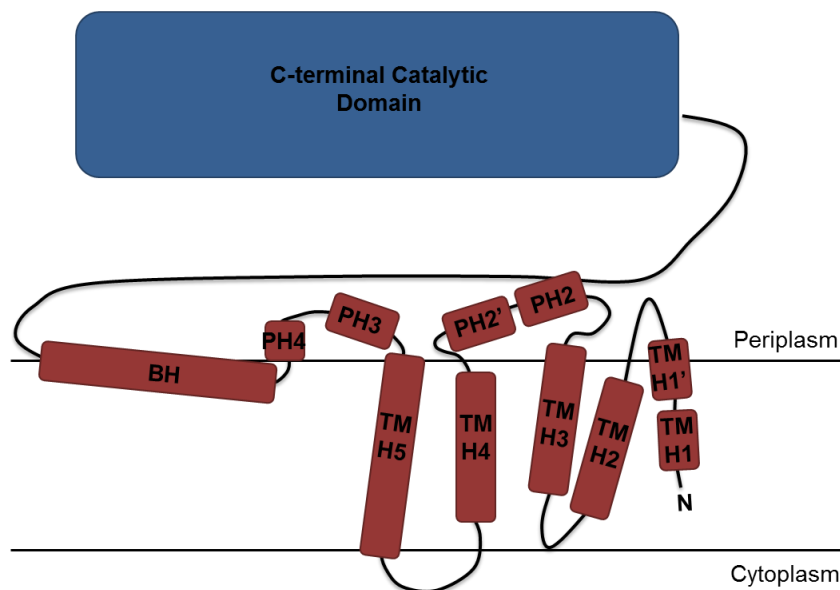 C-terminal Catalytic
Domain
PH2
PH2’
PH3
PH4
Periplasm
BH
TM
H5
TM
H4
TM
H3
TM
H2
TM
H1’
TM
H1
N
Cytoplasm